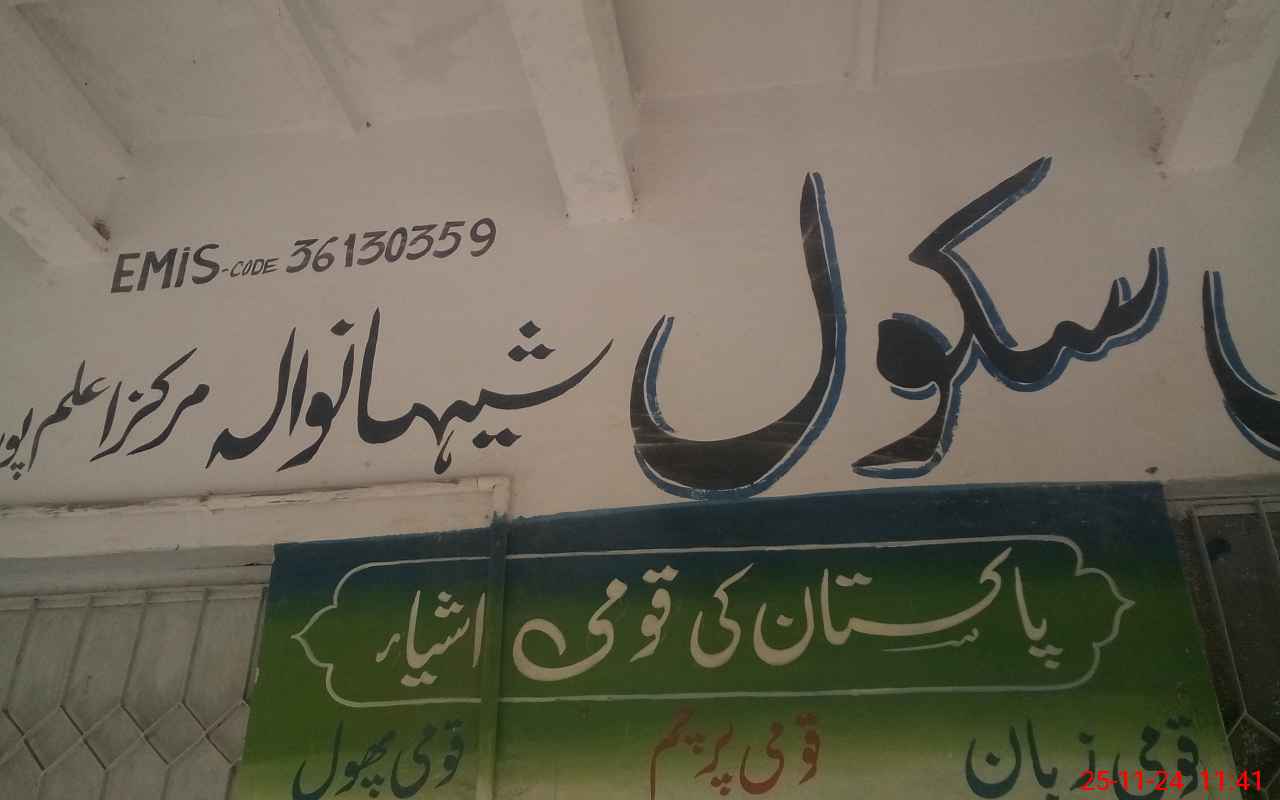 EMiS-CODE 36130359
سکول شیہانوالہ مرکز اعلم پور
پاکستان کی قومی اشیاء
قومی زبان قومی پرچم قومی پھول
25-11-24 11:41